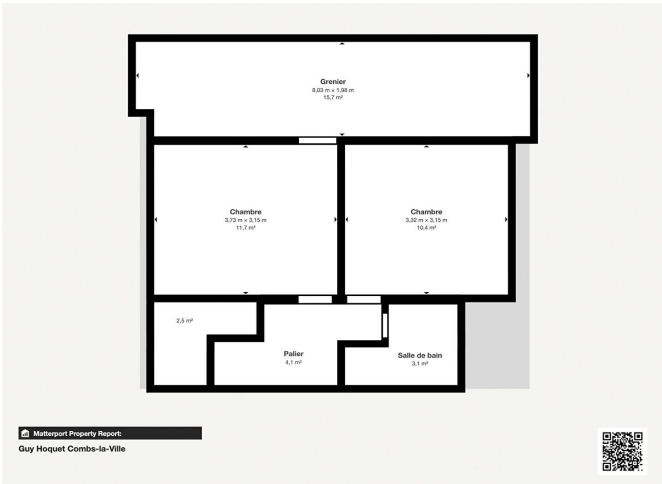 Grenier
8,03 m × 1,98 m
15,7 m²
Chambre
3,73 m × 3,15 m
11,7 m²
Chambre
3,32 m × 3,15 m
10,4 m²
2,5 m²
Palier
4,1 m²
Salle de bain
3,1 m²
Matterport Property Report:
Guy Hoquet Combs-la-Ville